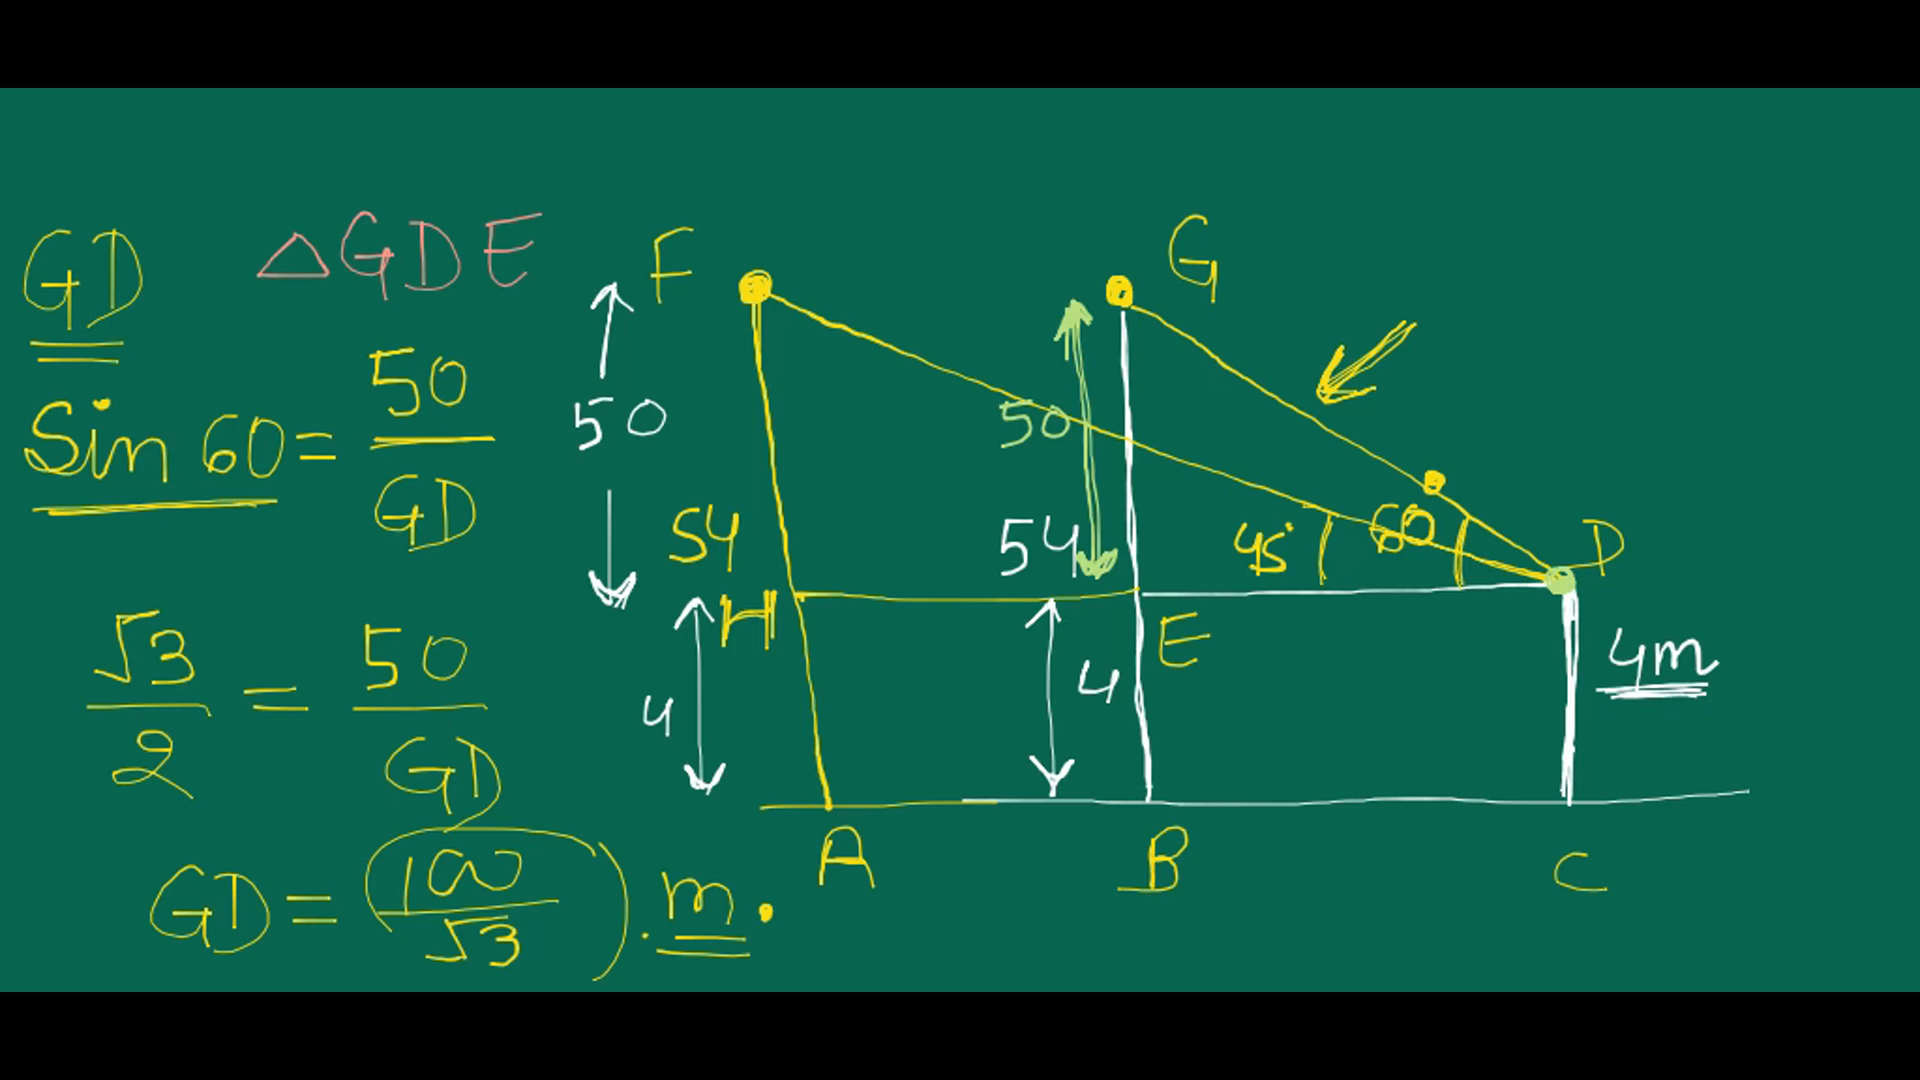 GD
△GDE
Sin 60 = 50/GD
√3/2 = 50/GD
GD = (100/√3) . m .
F
G
50
50
54
54
45°
60
D
H
E
4
4
4m
A
B
C